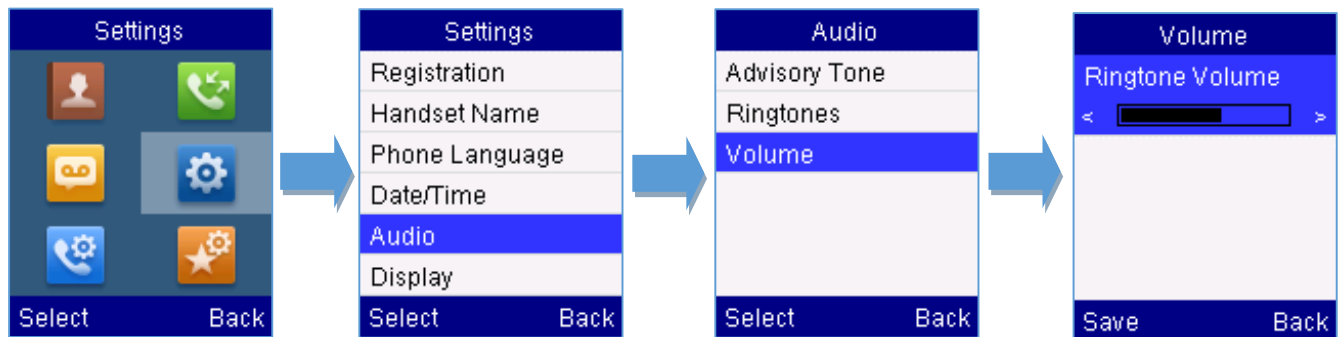 Settings
Select Back
Settings
Registration
Handset Name
Phone Language
Date/Time
Audio
Display
Select Back
Audio
Advisory Tone
Ringtones
Volume
Select Back
Volume
Ringtone Volume
< >
Save Back